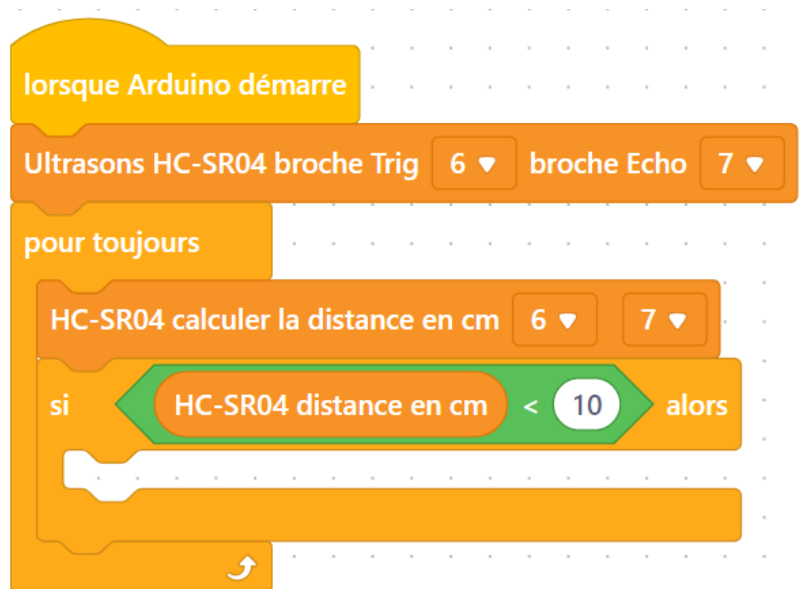 lorsque Arduino démarre
Ultrasons HC-SR04 broche Trig 6 broche Echo 7
pour toujours
HC-SR04 calculer la distance en cm 6 7
si HC-SR04 distance en cm < 10 alors